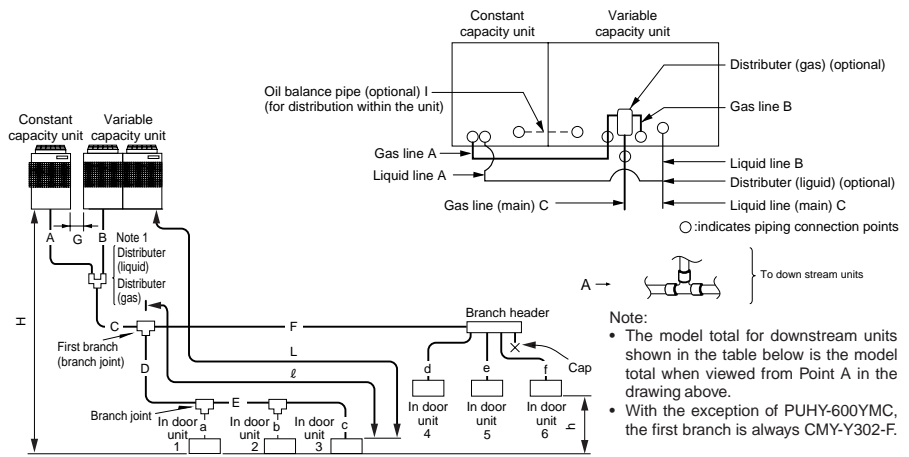 Constant
capacity unit
Variable
capacity unit
Distributer (gas) (optional)
Oil balance pipe (optional) I
(for distribution within the unit)
Gas line B
Gas line A
Liquid line A
Liquid line B
Distributer (liguid) (optional)
Gas line (main) C
Liquid line (main) C
○:indicates piping connection points
Constant
capacity unit
Variable
capacity unit
A
G
B
Note 1
Distributer
(liquid)
Distributer
(gas)
H
C
First branch
(branch joint)
F
Branch header
L
ℓ
D
Cap
d
e
f
Branch joint
E
a
b
c
In door
unit
1
In door
unit
2
In door
unit
3
In door
unit
4
In door
unit
5
In door
unit
6
h
A →
To down stream units
Note:
• The model total for downstream units
shown in the table below is the model
total when viewed from Point A in the
drawing above.
• With the exception of PUHY-600YMC,
the first branch is always CMY-Y302-F.